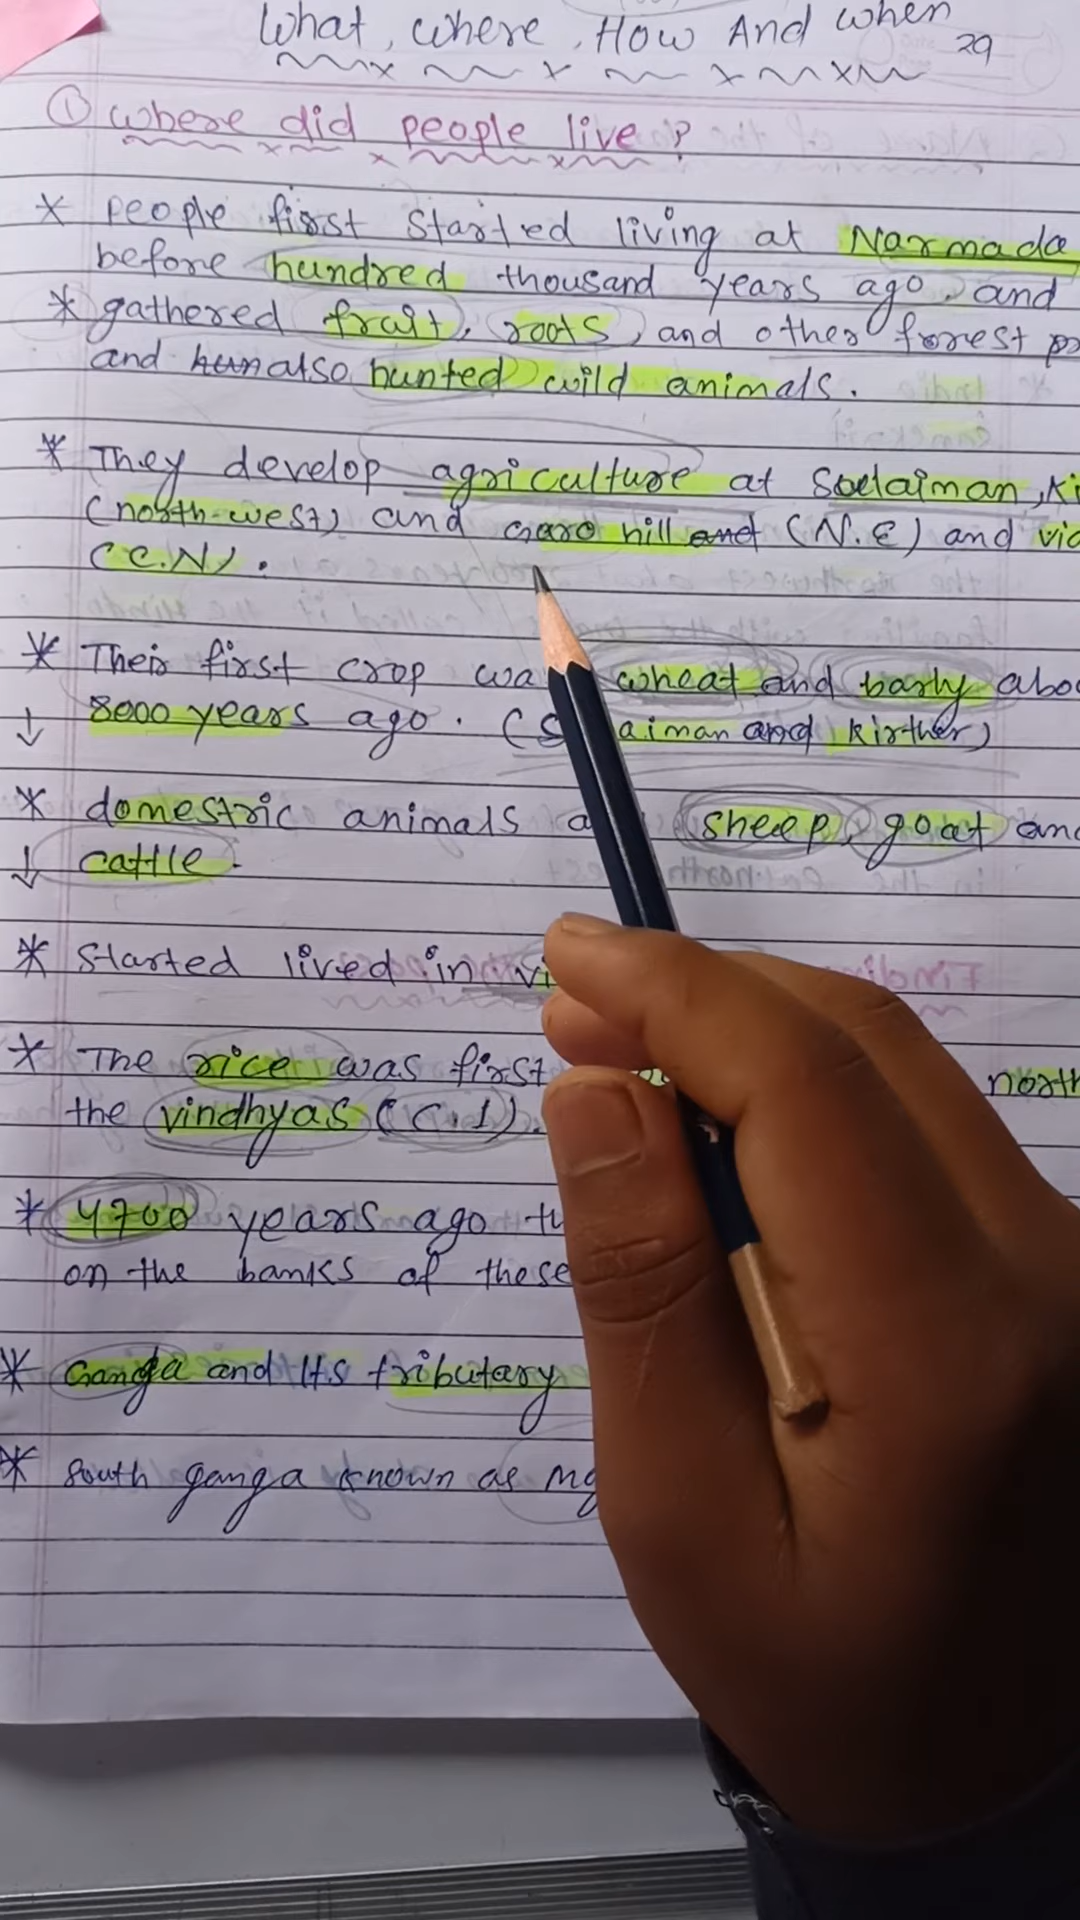 What, Where, How And When 29
① Where did people live?
* People first started living at Narmada
before hundred thousand years ago, and
* gathered fruit, roots, and other forest
and also hunted wild animals.
* They develop agriculture at Soelaiman,
(north-west) and Garo hill and (N.E) and
(C.N).
* Their first crop wheat and barly
8000 years ago. (aiman and kirther)
* domestric animals sheep, goat and
cattle.
* Started lived in
* The rice was first north
the vindhyas (C.I).
* 4700 years ago
on the banks of these
* Ganga and Its tributary
* South ganga known as